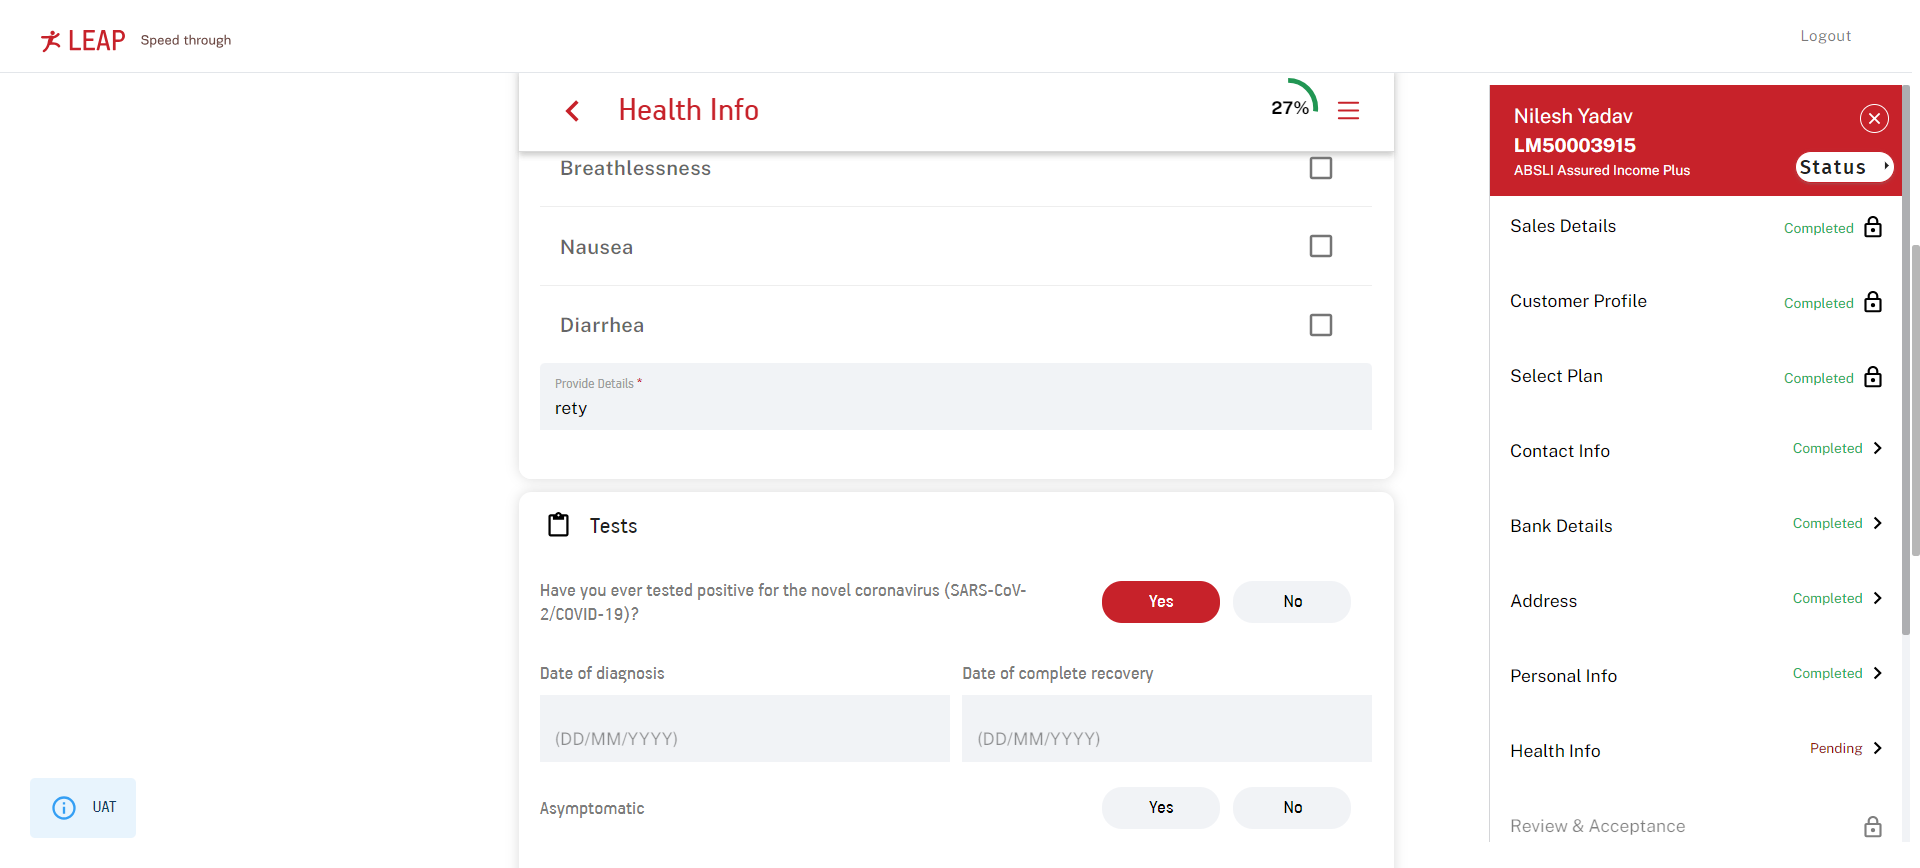 LEAP Speed through
Logout
Health Info
27%
Breathlessness
Nausea
Diarrhea
Provide Details *
rety
Tests
Have you ever tested positive for the novel coronavirus (SARS-CoV-
2/COVID-19)?
Yes No
Date of diagnosis Date of complete recovery
(DD/MM/YYYY) (DD/MM/YYYY)
Asymptomatic Yes No
UAT
Nilesh Yadav
LM50003915
ABSLI Assured Income Plus
Status
Sales Details Completed
Customer Profile Completed
Select Plan Completed
Contact Info Completed
Bank Details Completed
Address Completed
Personal Info Completed
Health Info Pending
Review & Acceptance